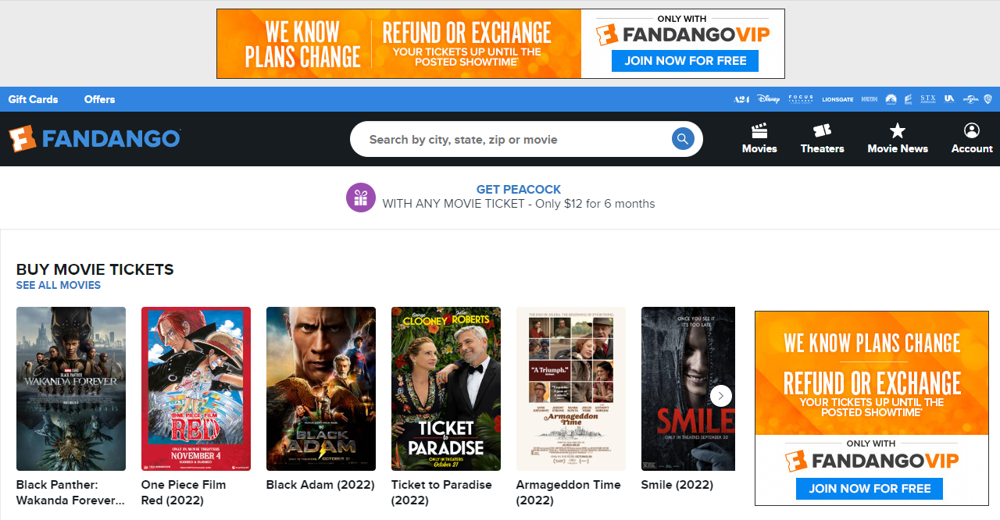 WE KNOW
PLANS CHANGE
REFUND OR EXCHANGE
YOUR TICKETS UP UNTIL THE
POSTED SHOWTIME*
ONLY WITH
FANDANGOVIP
JOIN NOW FOR FREE
Gift Cards Offers
A24 Disney FOCUS FEATURES LIONSGATE NEON STX UA
FANDANGO
Search by city, state, zip or movie
Movies Theaters Movie News Account
GET PEACOCK
WITH ANY MOVIE TICKET - Only $12 for 6 months
BUY MOVIE TICKETS
SEE ALL MOVIES
MARVEL STUDIOS
BLACK PANTHER
WAKANDA FOREVER
Black Panther:
Wakanda Forever...
ONE PIECE FILM
RED
ONLY IN MOVIE THEATERS
NOVEMBER 4
SUBBED & DUBBED
One Piece Film
Red (2022)
BLACK
ADAM
OCTOBER 21
Black Adam (2022)
George Julia
CLOONEY ROBERTS
TICKET
to
PARADISE
ONLY IN THEATERS
October 21
Ticket to Paradise
(2022)
THE END OF AN ERA. THE BEGINNING OF EVERYTHING.
"A Triumph."
ANNE HATHAWAY JEREMY STRONG BANKS REPETA JAYLIN WEBB ANTHONY HOPKINS
Armageddon
Time
Armageddon Time
(2022)
ONCE YOU SEE IT
IT'S TOO LATE
SMILE
ONLY IN THEATRES SEPTEMBER 30
Smile (2022)
WE KNOW PLANS CHANGE
REFUND OR EXCHANGE
YOUR TICKETS UP UNTIL THE
POSTED SHOWTIME*
ONLY WITH
FANDANGOVIP
JOIN NOW FOR FREE